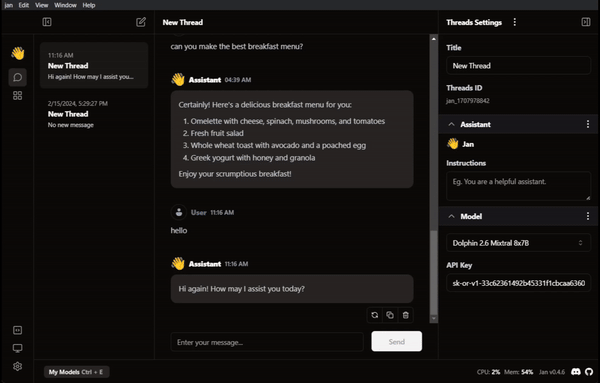 jan Edit View Window Help
New Thread
Threads Settings
can you make the best breakfast menu?
11:16 AM
New Thread
Hi again! How may I assist you...
2/15/2024, 5:29:27 PM
New Thread
No new message
Assistant 04:39 AM
Certainly! Here's a delicious breakfast menu for you:
1. Omelette with cheese, spinach, mushrooms, and tomatoes
2. Fresh fruit salad
3. Whole wheat toast with avocado and a poached egg
4. Greek yogurt with honey and granola
Enjoy your scrumptious breakfast!
User 11:16 AM
hello
Assistant 11:16 AM
Hi again! How may I assist you today?
Enter your message...
Send
Title
New Thread
Threads ID
jan_1707978842
Assistant
Jan
Instructions
Eg. You are a helpful assistant.
Model
Dolphin 2.6 Mixtral 8x7B
API Key
sk-or-v1-33c62361492b45331f1cbcaa6360
My Models Ctrl + E
CPU: 2% Mem: 54% Jan v0.4.6